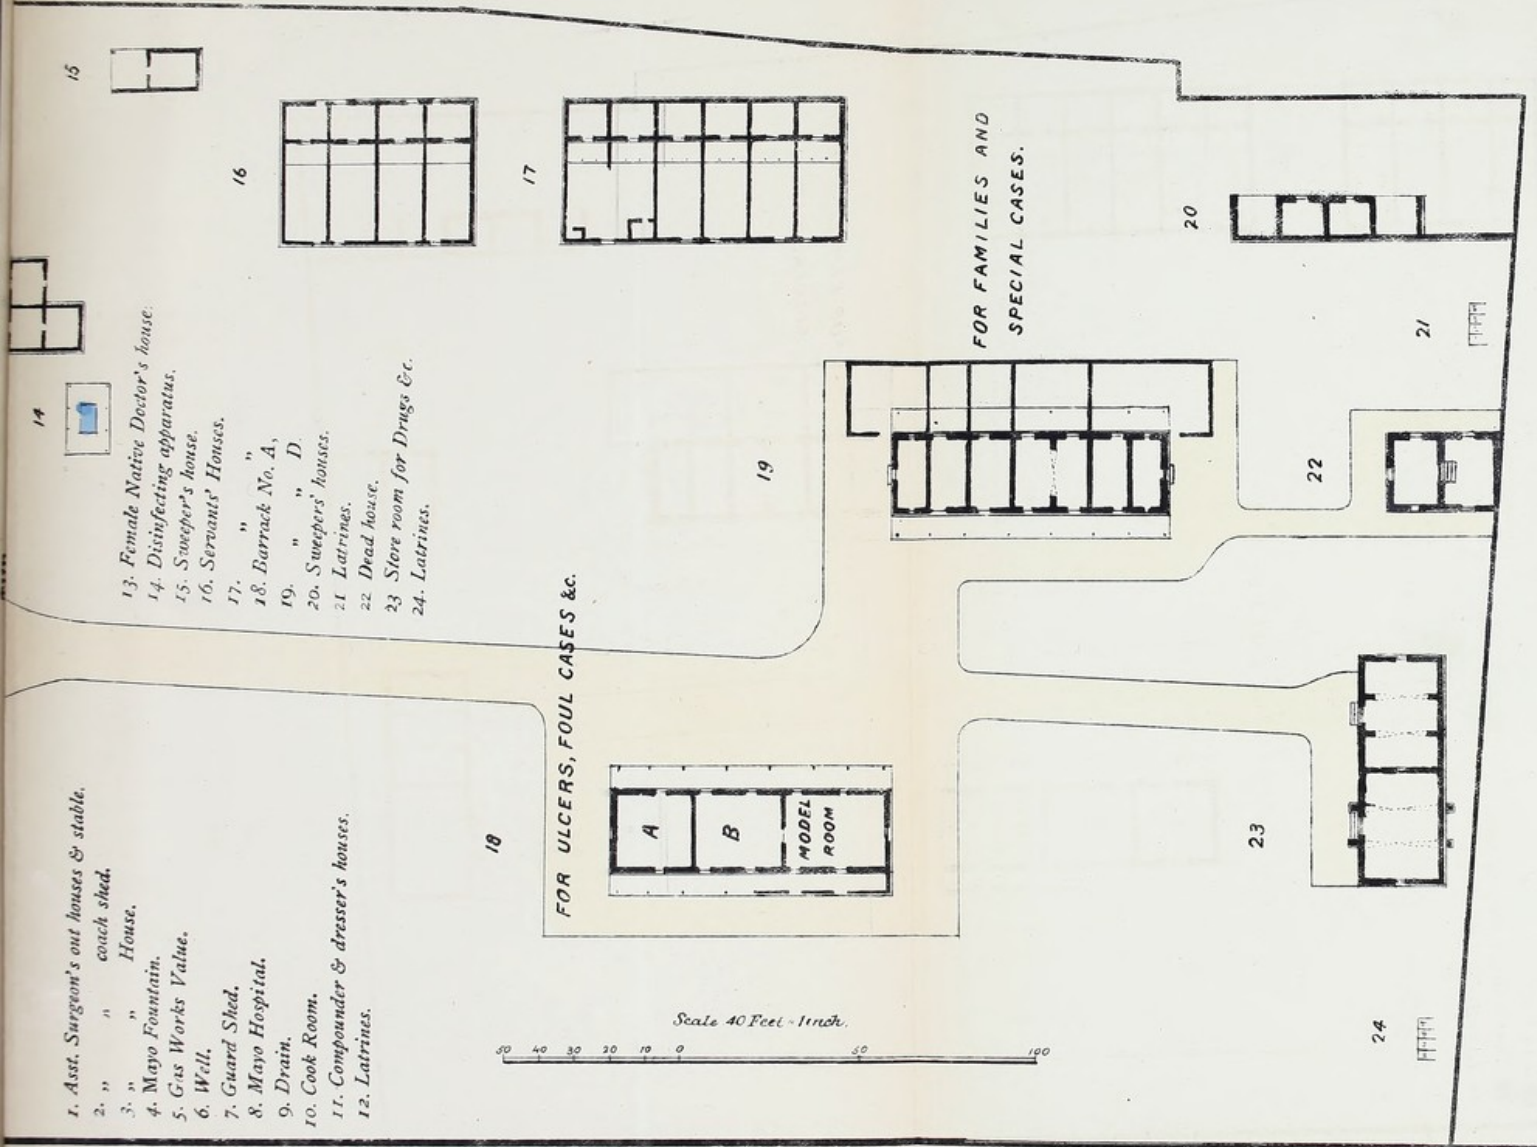 1. Asst. Surgeon's out houses & stable.
2. „ „ coach shed.
3. „ „ House.
4. Mayo Fountain.
5. Gas Works Value.
6. Well.
7. Guard Shed.
8. Mayo Hospital.
9. Drain.
10. Cook Room.
11. Compounder & dresser's houses.
12. Latrines.
13. Female Native Doctor's house.
14. Disinfecting apparatus.
15. Sweeper's house.
16. Servants' Houses.
17. „ „
18. Barrack No. A,
19. „ „ D
20. Sweepers' houses.
21 Latrines.
22 Dead house.
23 Store room for Drugs &c.
24. Latrines.
14
15
16
17
18
FOR ULCERS, FOUL CASES &c.
A
B
MODEL
ROOM
19
FOR FAMILIES AND
SPECIAL CASES.
20
21
22
23
24
Scale 40 Feet = 1 inch.
50 40 30 20 10 0 50 100